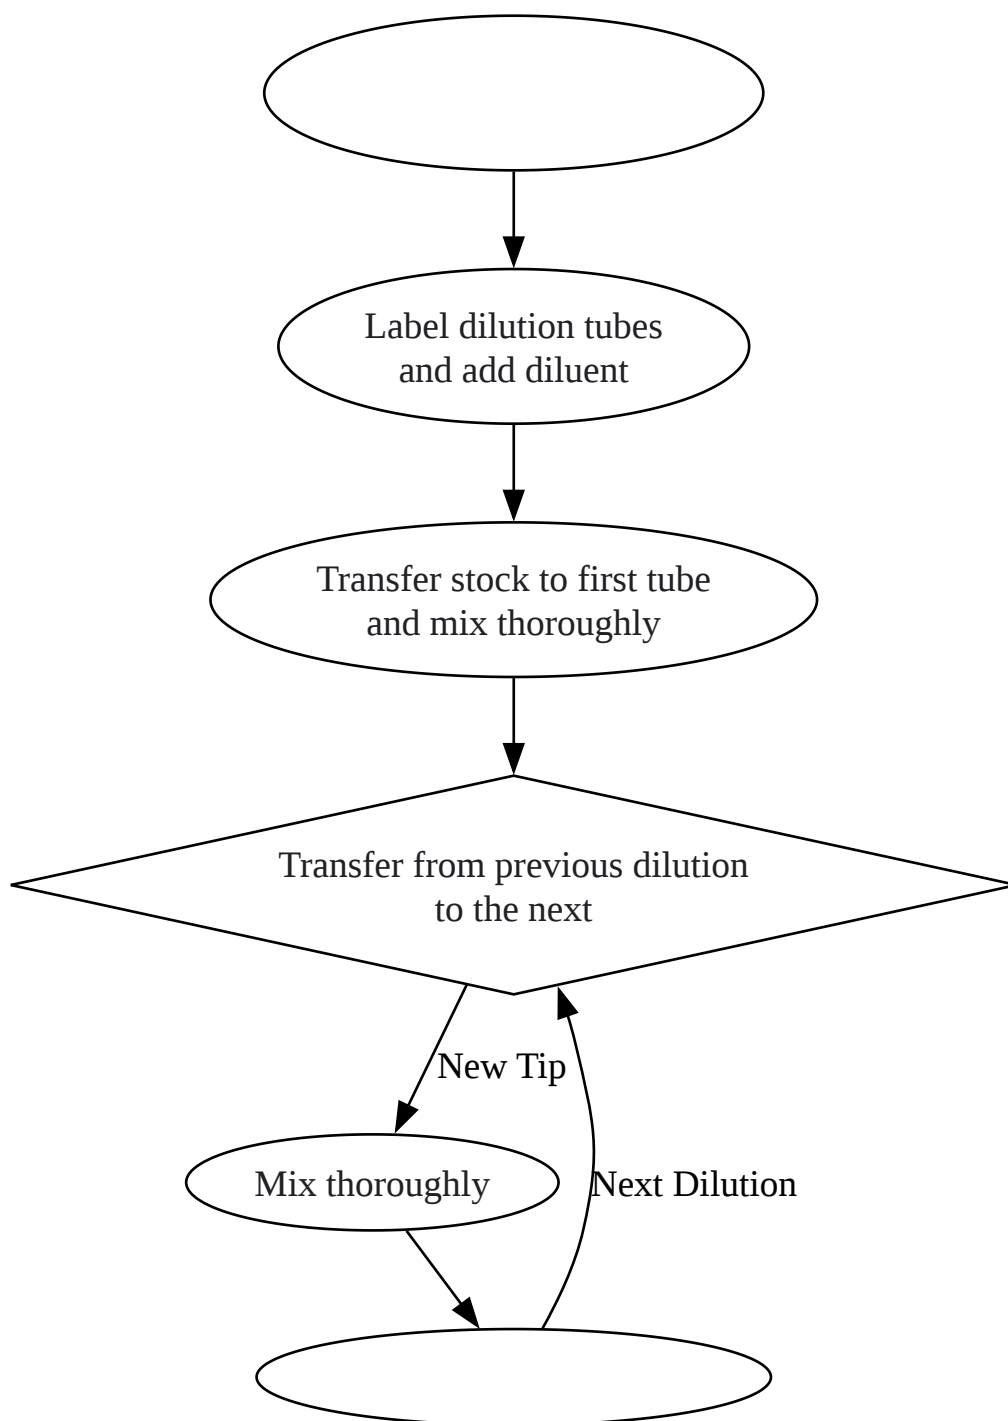 Label dilution tubes
and add diluent
Transfer stock to first tube
and mix thoroughly
Transfer from previous dilution
to the next
New Tip
Mix thoroughly
Next Dilution